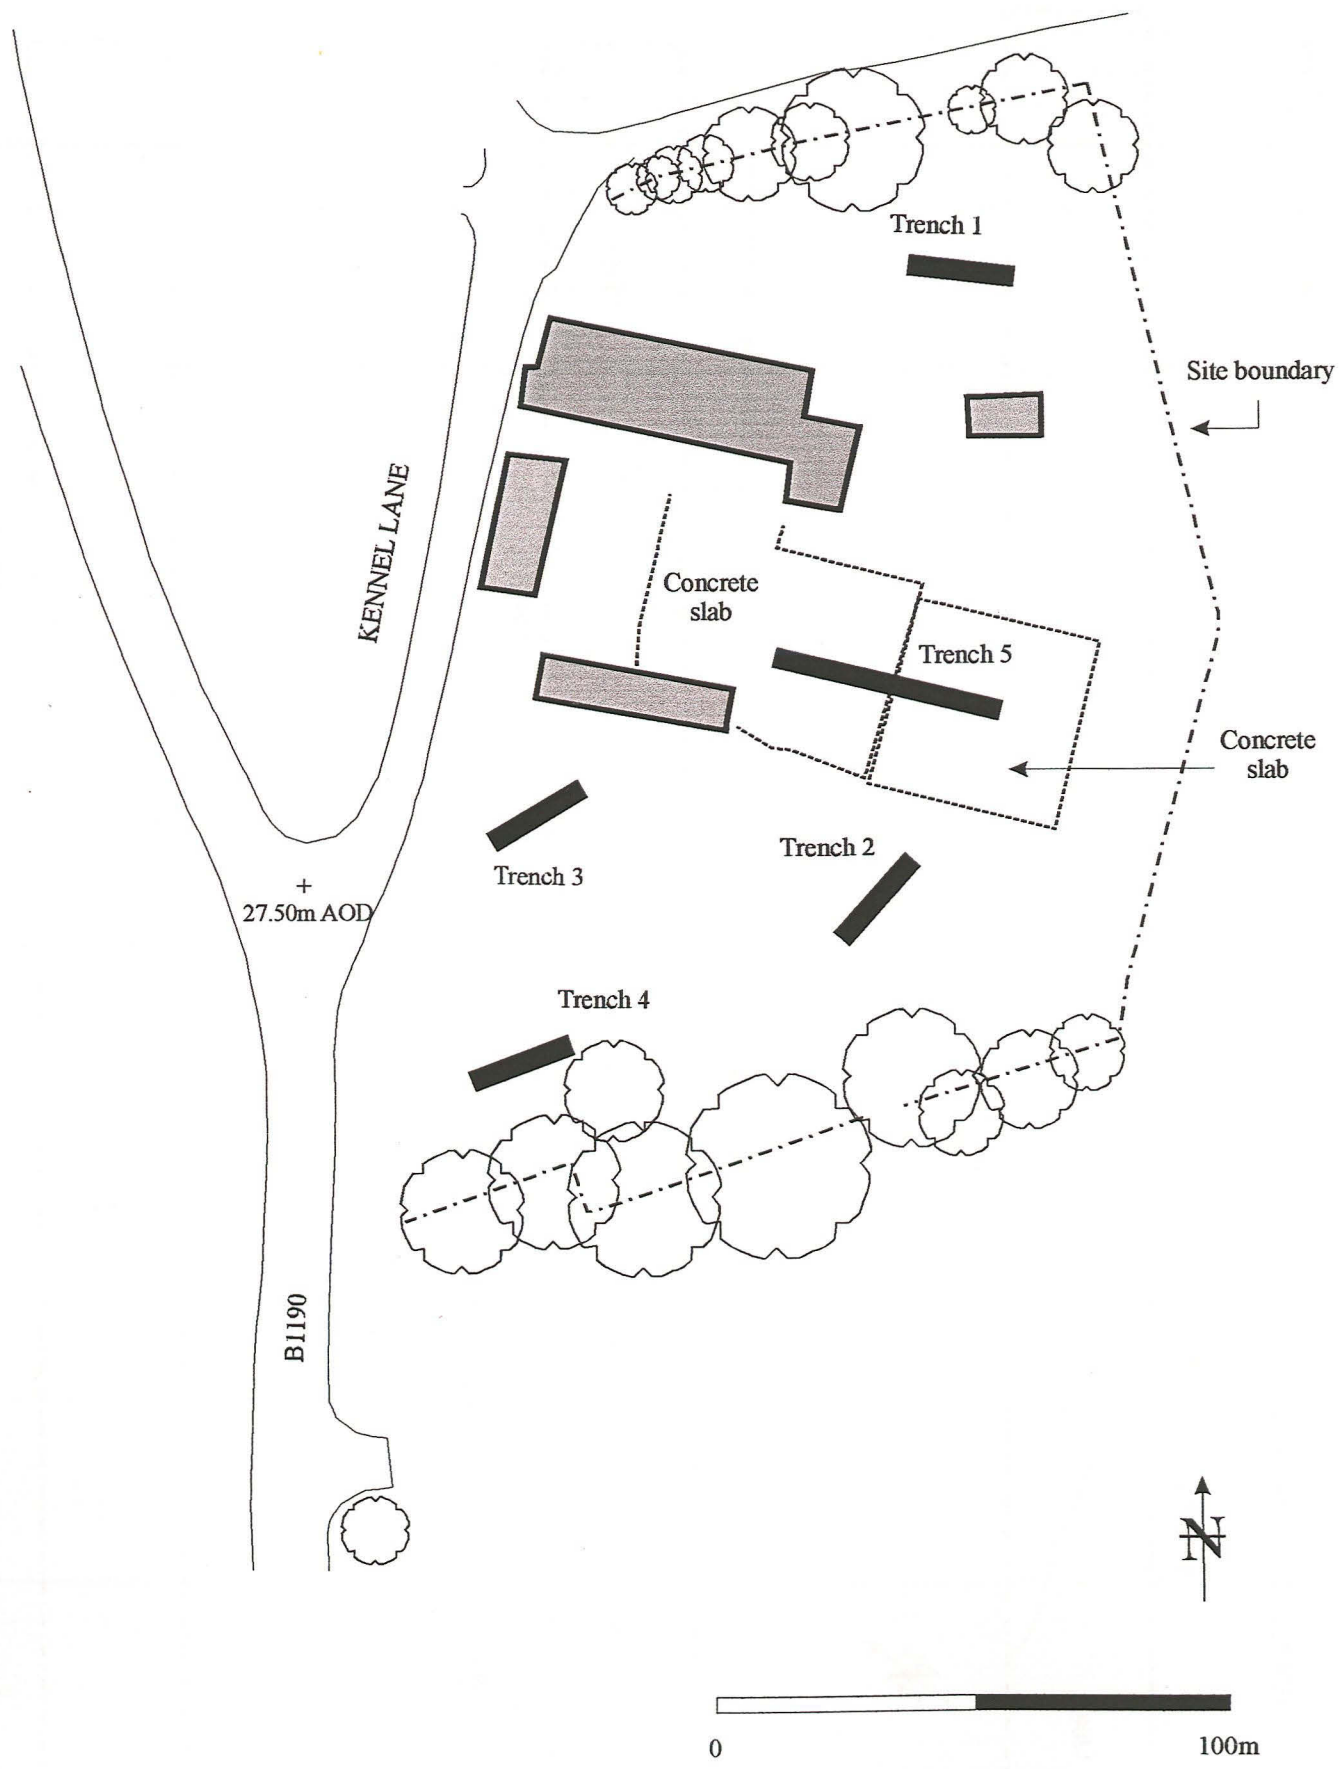 Trench 1
Site boundary
KENNEL LANE
Concrete
slab
Trench 5
Concrete
slab
Trench 2
Trench 3
+
27.50m AOD
Trench 4
B1190
N
0
100m